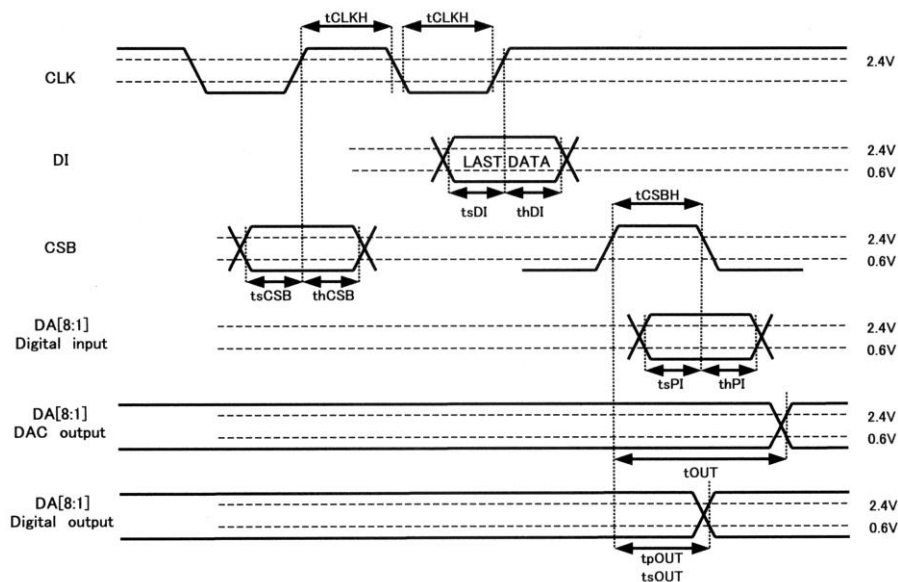 tCLKH
tCLKH
CLK
2.4V
DI
LAST DATA
2.4V
0.6V
tsDI
thDI
tCSBH
CSB
2.4V
0.6V
tsCSB
thCSB
DA[8:1]
Digital input
2.4V
0.6V
tsPI
thPI
DA[8:1]
DAC output
2.4V
0.6V
tOUT
DA[8:1]
Digital output
2.4V
0.6V
tpOUT
tsOUT